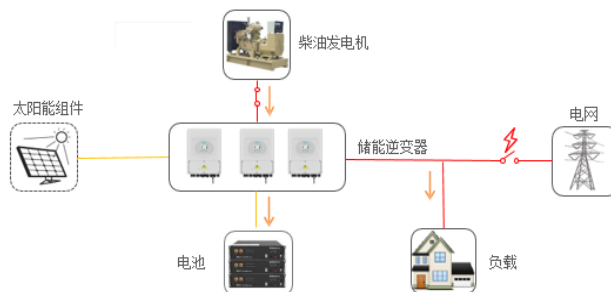 柴油发电机
太阳能组件
电网
储能逆变器
电池
负载